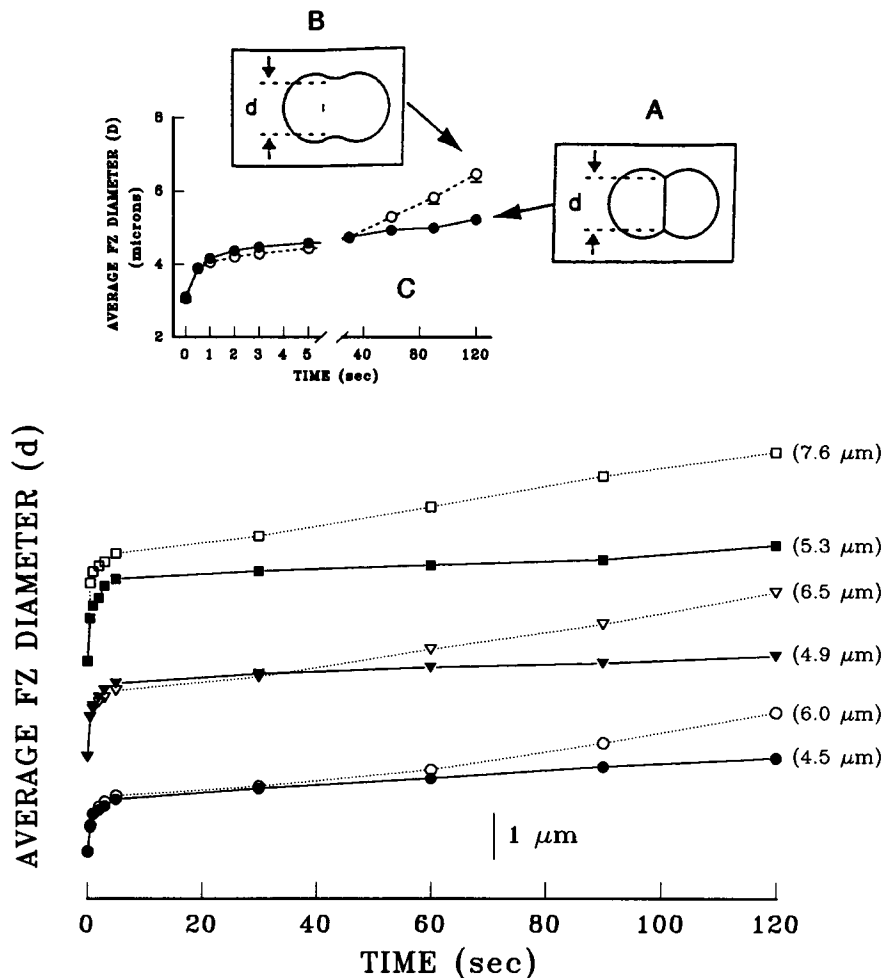 B
d
A
d
AVERAGE FZ DIAMETER (D)
(microns)
8
6
4
2
C
0 1 2 3 4 5 40 80 120
TIME (sec)
AVERAGE FZ DIAMETER (d)
(7.6 μm)
(5.3 μm)
(6.5 μm)
(4.9 μm)
(6.0 μm)
(4.5 μm)
1 μm
0 20 40 60 80 100 120
TIME (sec)